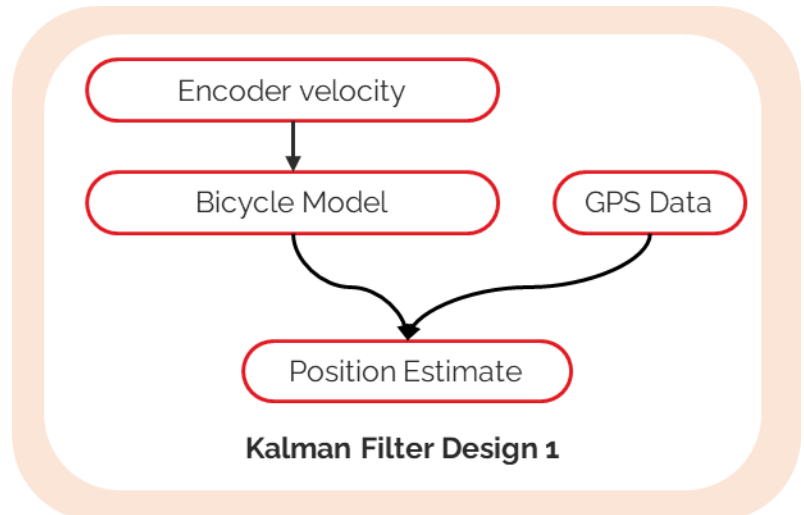 Encoder velocity
Bicycle Model
GPS Data
Position Estimate
Kalman Filter Design 1